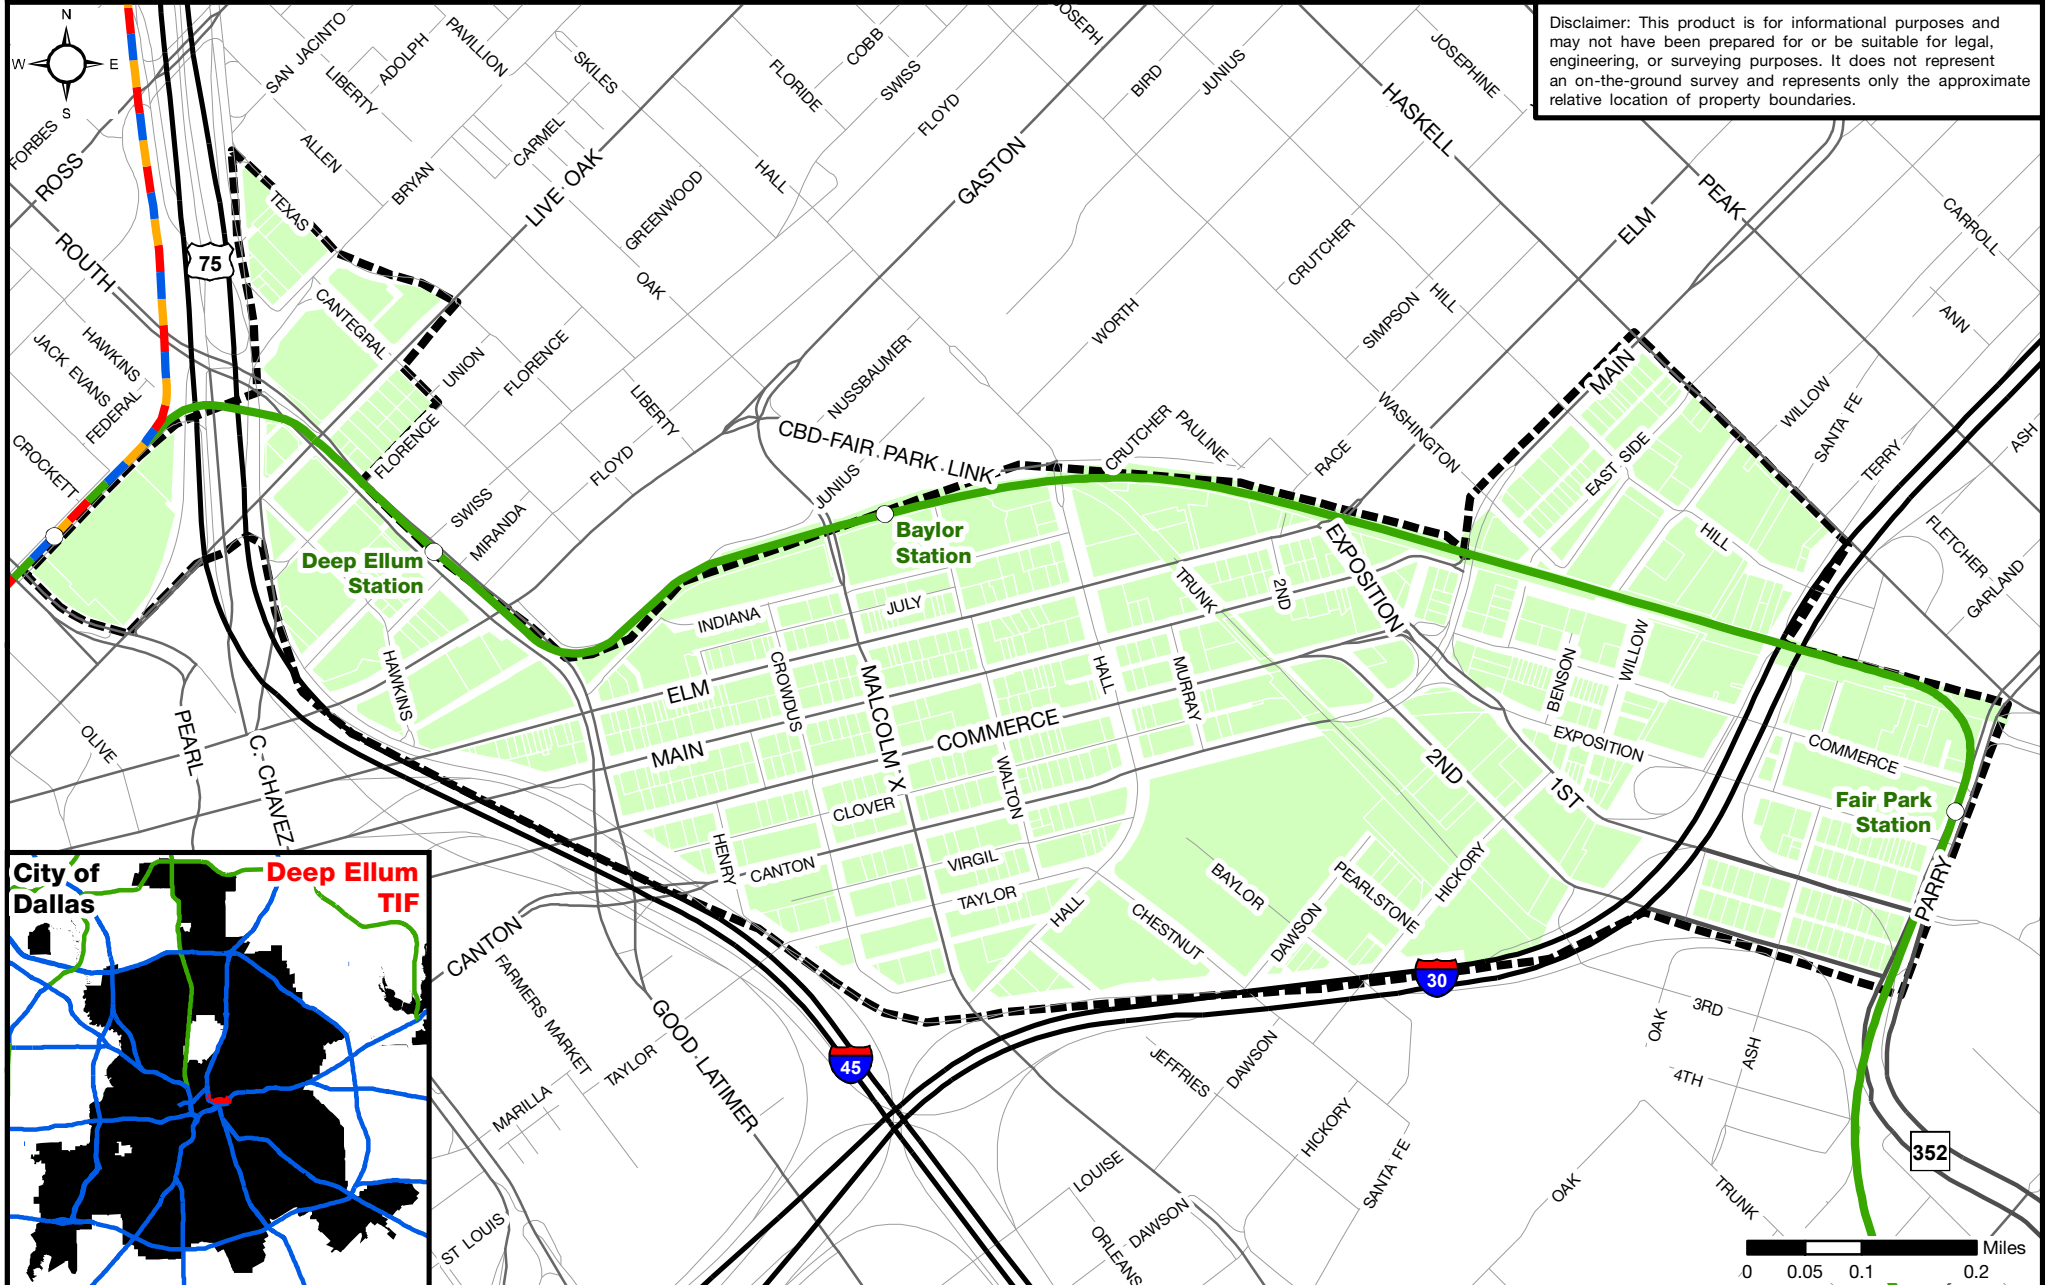 N
W
E
S
Disclaimer: This product is for informational purposes and
may not have been prepared for or be suitable for legal,
engineering, or surveying purposes. It does not represent
an on-the-ground survey and represents only the approximate
relative location of property boundaries.
SAN JACINTO
LIBERTY
ADOLPH
PAVILLION
SKILES
COBB
SWISS
FLORIDE
FLOYD
JOSEPH
BIRD
JUNIUS
JOSEPHINE
HASKELL
FORBES
ROSS
ALLEN
BRYAN
CARMEL
LIVE OAK
HALL
GREENWOOD
GASTON
PEAK
ELM
CARROLL
TEXAS
ROUTH
75
OAK
CRUTCHER
HILL
SIMPSON
ANN
HAWKINS
JACK EVANS
FEDERAL
CANTEGRAL
UNION
FLORENCE
NUSSBAUMER
WORTH
MAIN
WILLOW
SANTA FE
TERRY
ASH
CROCKETT
FLORENCE
LIBERTY
FLOYD
CBD-FAIR PARK LINK
CRUTCHER
PAULINE
RACE
WASHINGTON
EAST SIDE
HILL
SWISS
MIRANDA
JUNIUS
Baylor
Station
Deep Ellum
Station
EXPOSITION
FLETCHER
GARLAND
TRUNK
2ND
INDIANA
JULY
HAWKINS
CROWDUS
ELM
MALCOLM X
HALL
MURRAY
BENSON
WILLOW
MAIN
COMMERCE
WALTON
EXPOSITION
COMMERCE
2ND
1ST
OLIVE
PEARL
C. CHAVEZ
CLOVER
HENRY
CANTON
VIRGIL
TAYLOR
HALL
CHESTNUT
BAYLOR
DAWSON
PEARLSTONE
HICKORY
Fair Park
Station
PARRY
City of
Dallas
Deep Ellum
TIF
CANTON
FARMERS MARKET
GOOD LATIMER
TAYLOR
MARILLA
ST LOUIS
30
45
3RD
OAK
ASH
4TH
JEFFRIES
DAWSON
HICKORY
SANTA FE
LOUISE
DAWSON
ORLEANS
OAK
TRUNK
352
Miles
0 0.05 0.1 0.2